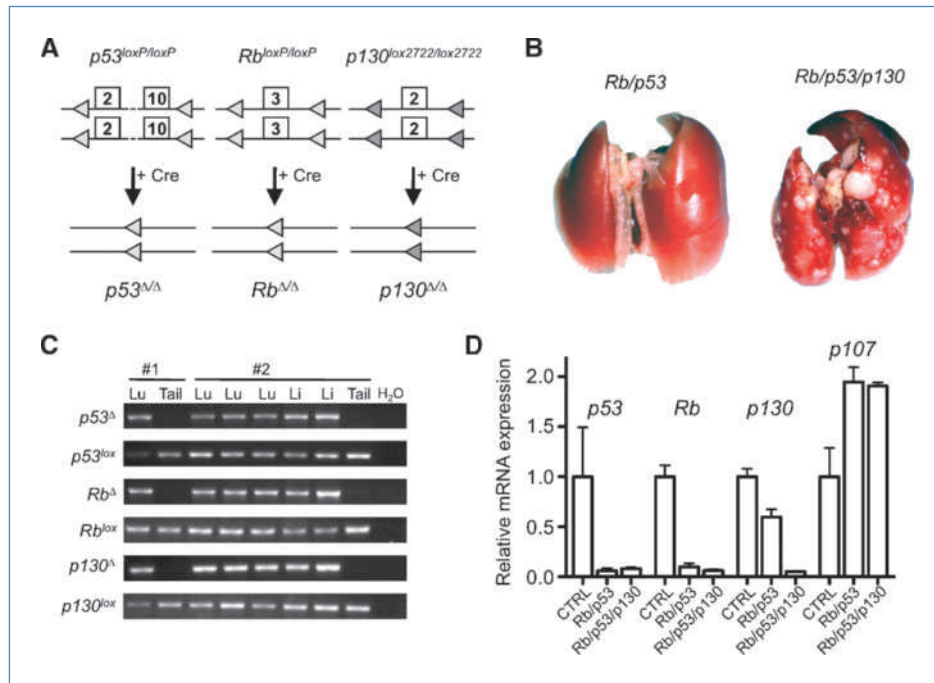 A
p53loxP/loxP RbloxP/loxP p130lox2722/lox2722
2 10 3 2
2 10 3 2
+ Cre + Cre + Cre
p53Δ/Δ RbΔ/Δ p130Δ/Δ
B
Rb/p53 Rb/p53/p130
C
#1 #2
Lu Tail Lu Lu Lu Li Li Tail H2O
p53Δ
p53lox
RbΔ
Rblox
p130Δ
p130lox
D
p53 Rb p130 p107
Relative mRNA expression
2.0
1.5
1.0
0.5
0.0
CTRL Rb/p53 Rb/p53/p130 CTRL Rb/p53 Rb/p53/p130 CTRL Rb/p53 Rb/p53/p130 CTRL Rb/p53 Rb/p53/p130